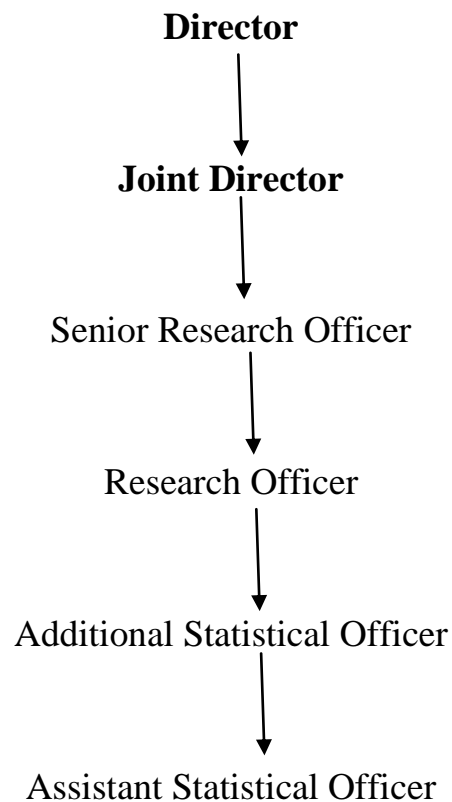 Director
Joint Director
Senior Research Officer
Research Officer
Additional Statistical Officer
Assistant Statistical Officer